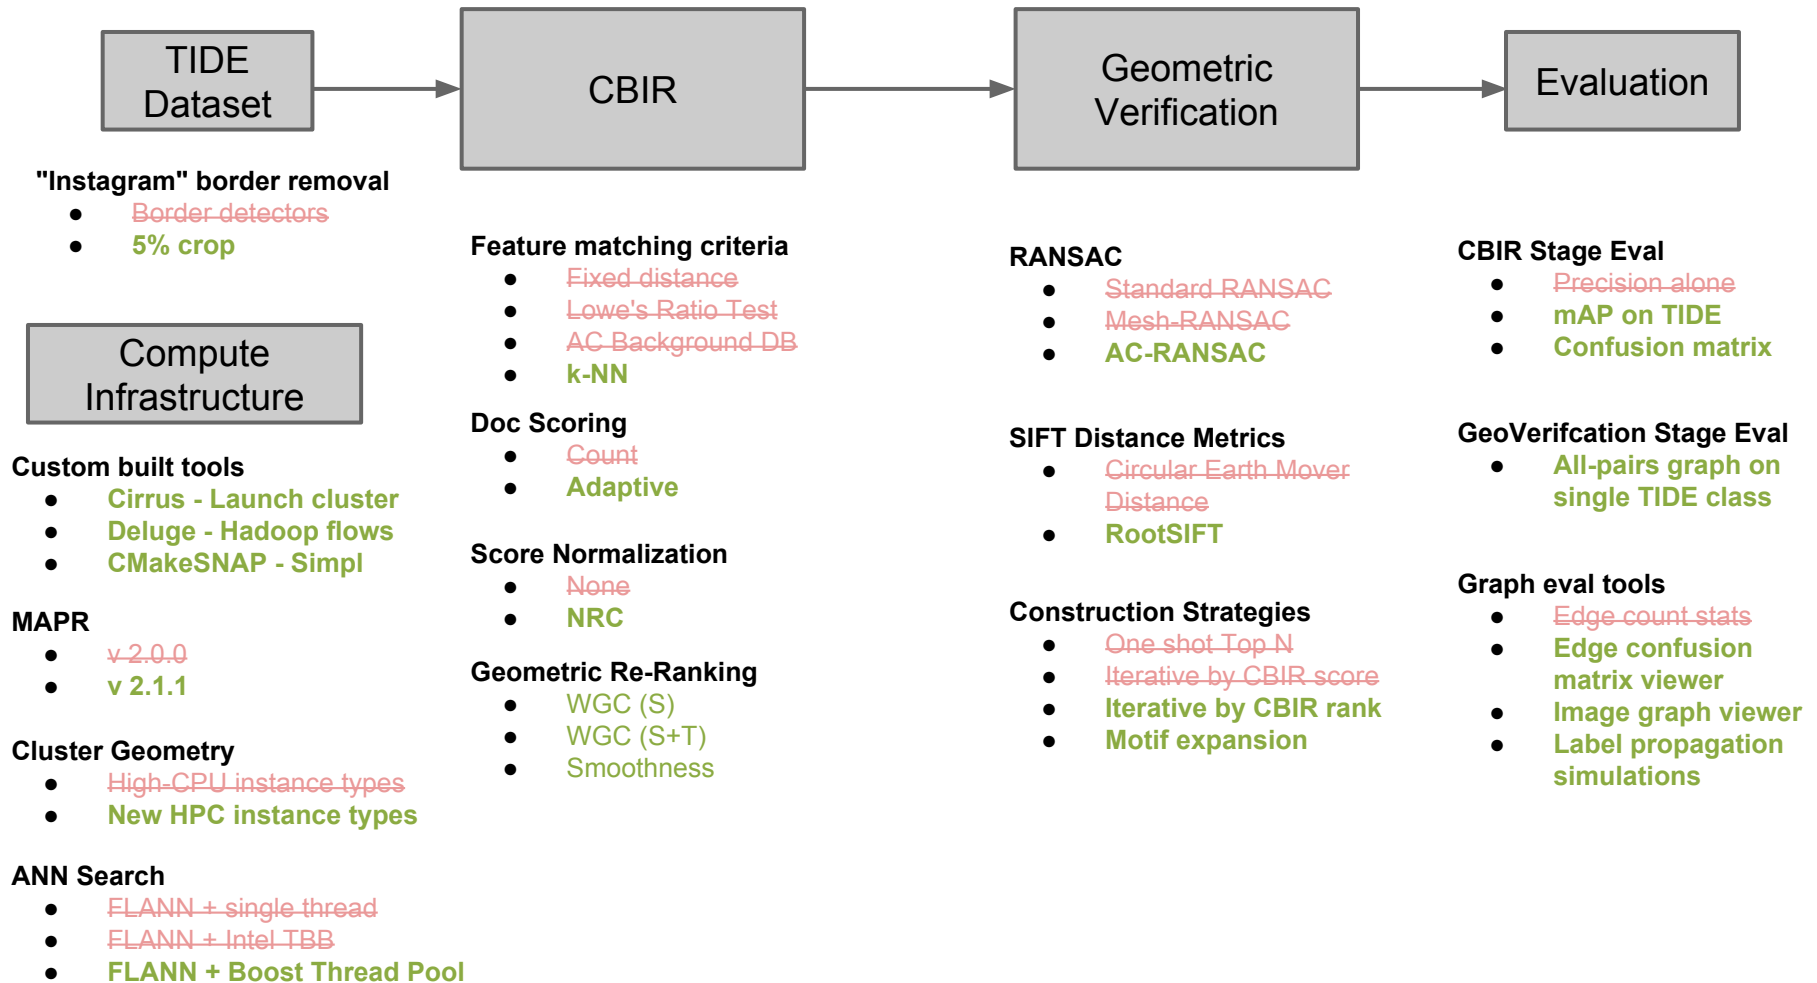 TIDE
Dataset
CBIR
Geometric
Verification
Evaluation
"Instagram" border removal
● Border detectors
● 5% crop
Compute
Infrastructure
Custom built tools
● Cirrus - Launch cluster
● Deluge - Hadoop flows
● CMakeSNAP - Simpl
MAPR
● v 2.0.0
● v 2.1.1
Cluster Geometry
● High-CPU instance types
● New HPC instance types
ANN Search
● FLANN + single thread
● FLANN + Intel TBB
● FLANN + Boost Thread Pool
Feature matching criteria
● Fixed distance
● Lowe's Ratio Test
● AC Background DB
● k-NN
Doc Scoring
● Count
● Adaptive
Score Normalization
● None
● NRC
Geometric Re-Ranking
● WGC (S)
● WGC (S+T)
● Smoothness
RANSAC
● Standard RANSAC
● Mesh-RANSAC
● AC-RANSAC
SIFT Distance Metrics
● Circular Earth Mover
Distance
● RootSIFT
Construction Strategies
● One shot Top N
● Iterative by CBIR score
● Iterative by CBIR rank
● Motif expansion
CBIR Stage Eval
● Precision alone
● mAP on TIDE
● Confusion matrix
GeoVerifcation Stage Eval
● All-pairs graph on
single TIDE class
Graph eval tools
● Edge count stats
● Edge confusion
matrix viewer
● Image graph viewer
● Label propagation
simulations